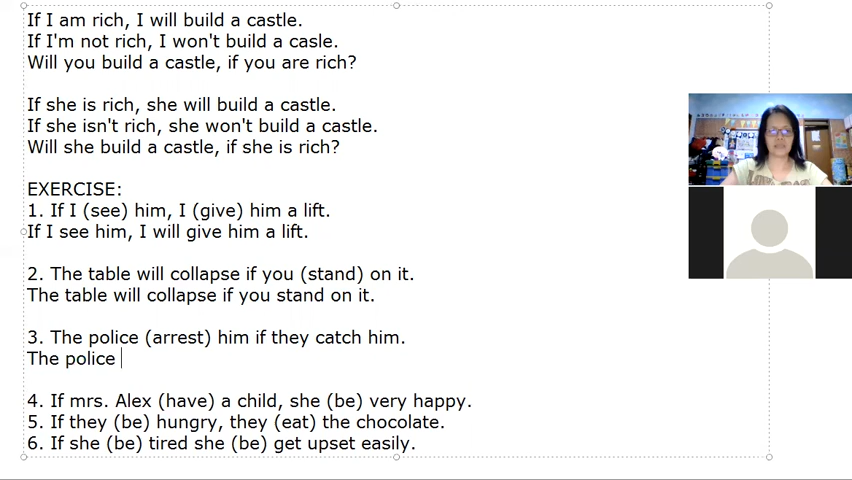 If I am rich, I will build a castle.
If I'm not rich, I won't build a casle.
Will you build a castle, if you are rich?
If she is rich, she will build a castle.
If she isn't rich, she won't build a castle.
Will she build a castle, if she is rich?
EXERCISE:
1. If I (see) him, I (give) him a lift.
If I see him, I will give him a lift.
2. The table will collapse if you (stand) on it.
The table will collapse if you stand on it.
3. The police (arrest) him if they catch him.
The police
4. If mrs. Alex (have) a child, she (be) very happy.
5. If they (be) hungry, they (eat) the chocolate.
6. If she (be) tired she (be) get upset easily.